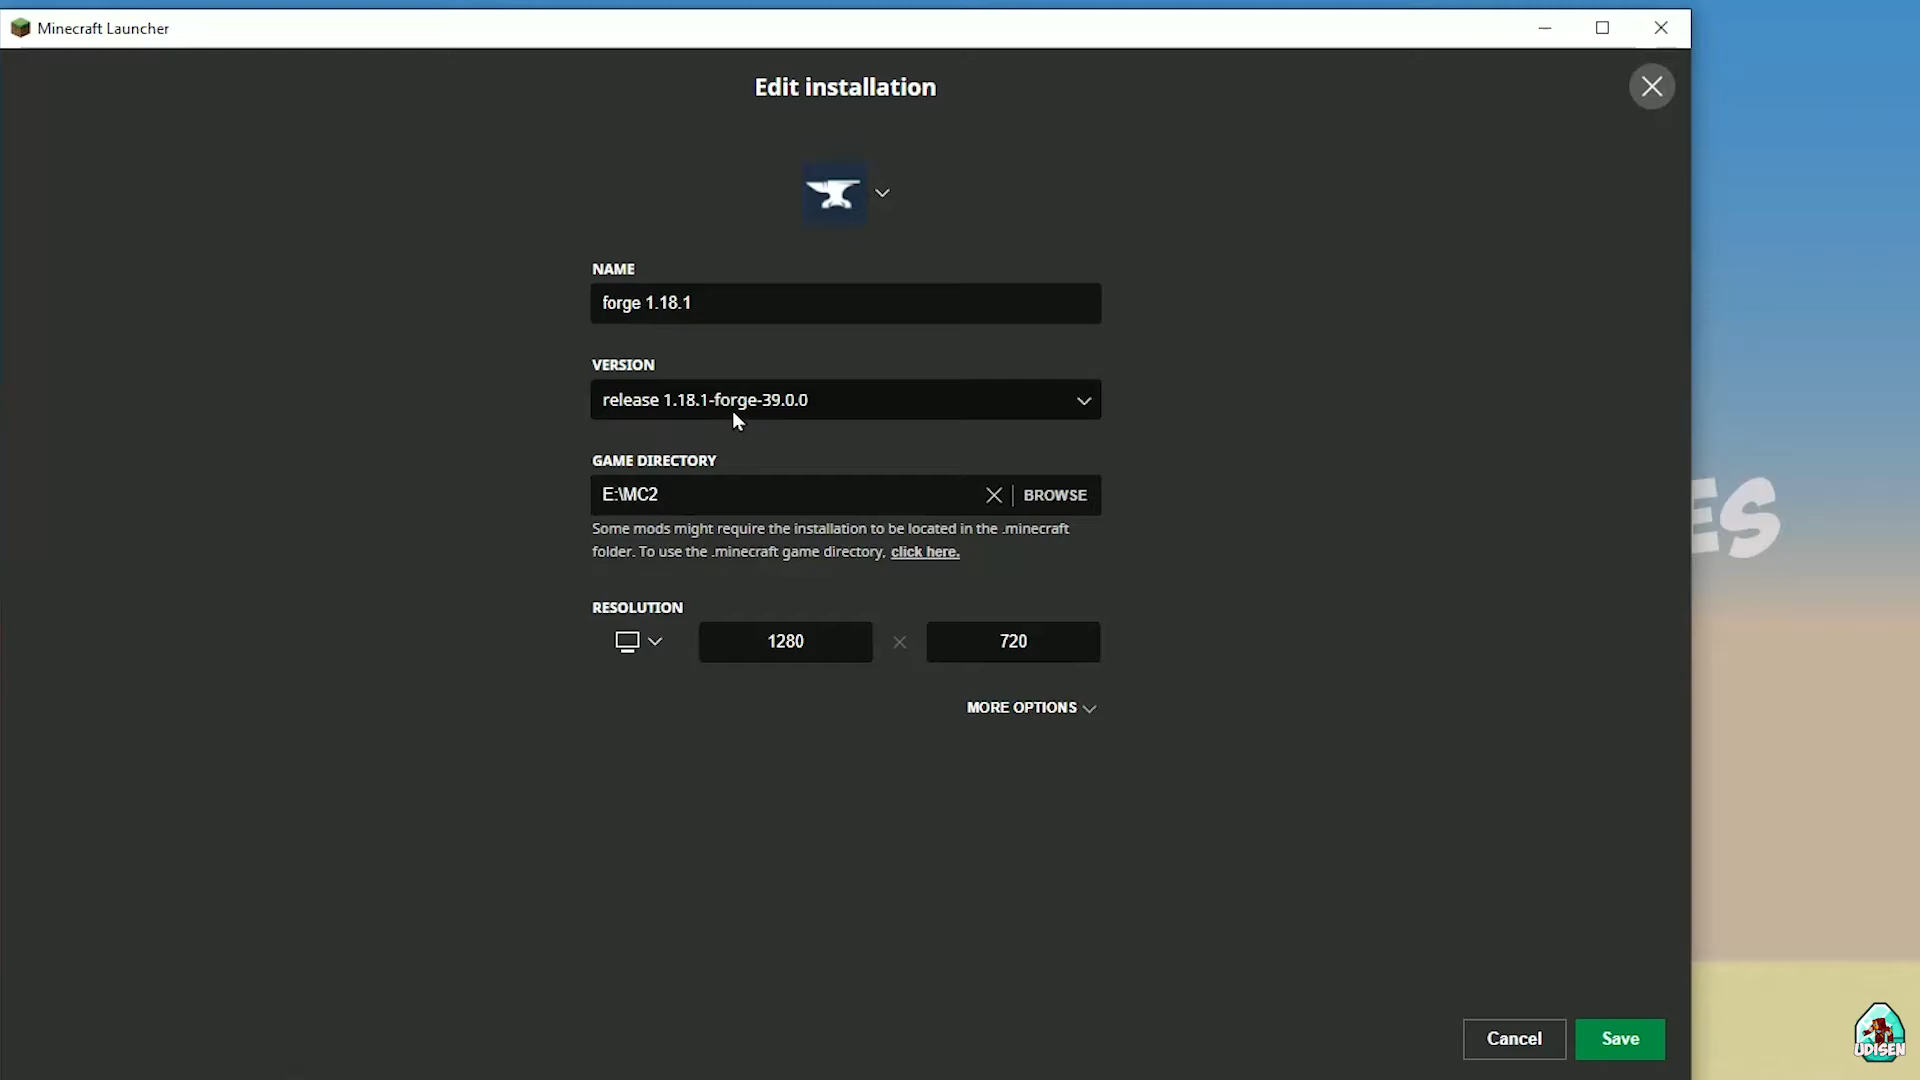 Minecraft Launcher
Edit installation
NAME
forge 1.18.1
VERSION
release 1.18.1-forge-39.0.0
GAME DIRECTORY
E:\MC2
BROWSE
Some mods might require the installation to be located in the .minecraft
folder. To use the .minecraft game directory, click here.
ES
RESOLUTION
1280
720
MORE OPTIONS
Cancel
Save
UDISEN